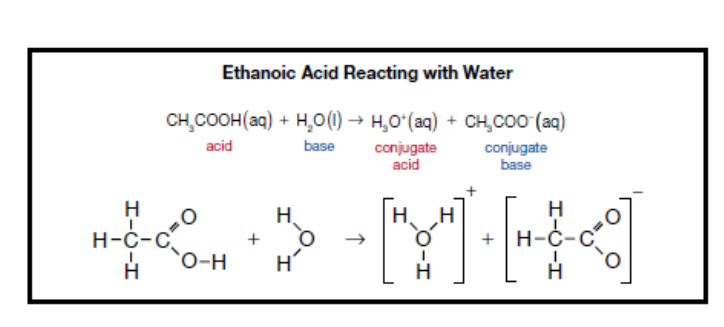 Ethanoic Acid Reacting with Water
CH₃COOH(aq) + H₂O(l) → H₃O⁺(aq) + CH₃COO⁻(aq)
acid base conjugate acid conjugate base
H H H H H
H-C-C O O-H + O → [ O ]⁺ + [ H-C-C O O ]⁻
H H H H